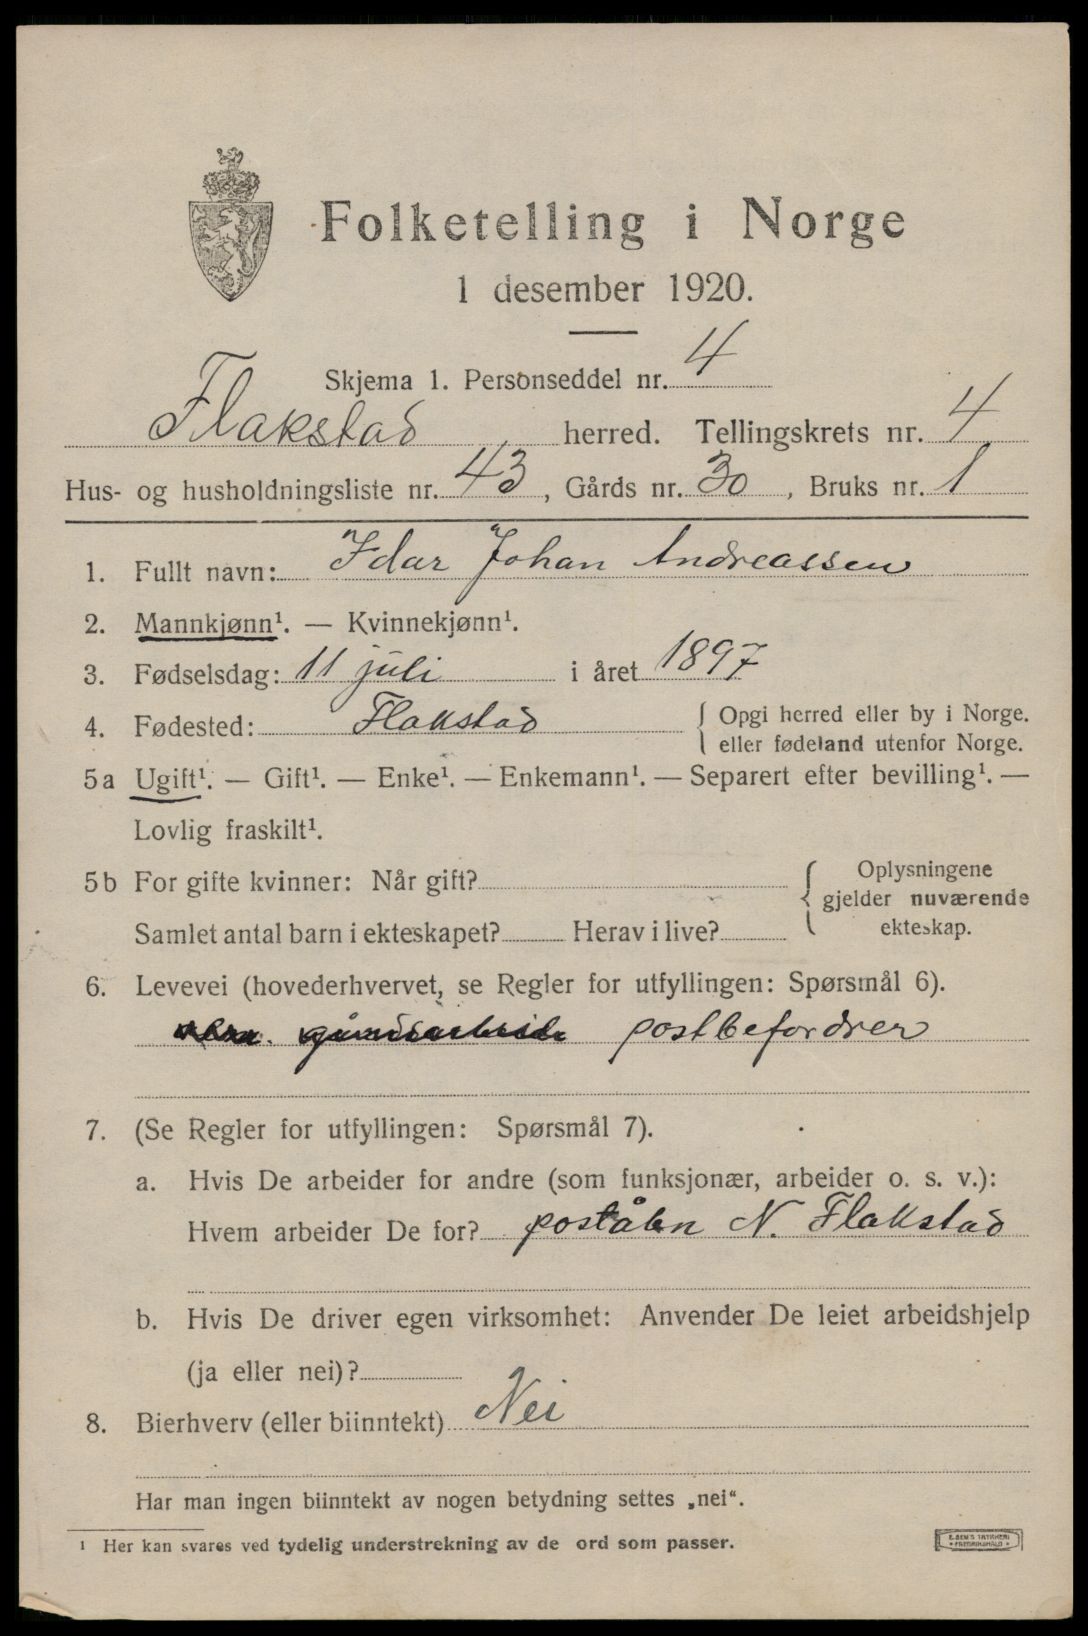 Folketelling i Norge
1 desember 1920.
Skjema 1. Personseddel nr. 4
Flakstad herred. Tellingskrets nr. 4
Hus- og husholdningsliste nr. 43, Gårds nr. 30, Bruks nr. 1
1. Fullt navn: Idar Johan Andreassen
2. Mannkjønn¹. — Kvinnekjønn¹.
3. Fødselsdag: 11 juli i året 1897
4. Fødested: Flakstad { Opgi herred eller by i Norge.
eller fødeland utenfor Norge.
5a Ugift¹. — Gift¹. — Enke¹. — Enkemann¹. — Separert efter bevilling¹. —
Lovlig fraskilt¹.
5b For gifte kvinner: Når gift? { Oplysningene
gjelder nuværende
ekteskap.
Samlet antal barn i ekteskapet? Herav i live?
6. Levevei (hovederhvervet, se Regler for utfyllingen: Spørsmål 6).
postbefordrer
7. (Se Regler for utfyllingen: Spørsmål 7).
a. Hvis De arbeider for andre (som funksjonær, arbeider o. s. v.):
Hvem arbeider De for? poståbn N. Flakstad
b. Hvis De driver egen virksomhet: Anvender De leiet arbeidshjelp
(ja eller nei)?
8. Bierhverv (eller biinntekt) Nei
Har man ingen biinntekt av nogen betydning settes „nei“.
¹ Her kan svares ved tydelig understrekning av de ord som passer.